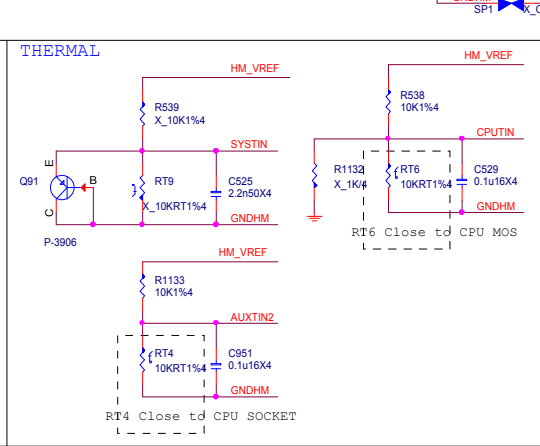 SP1
THERMAL
HM_VREF
R539
X_10K1%4
SYSTIN
E
B
C
Q91
P-3906
RT9
X_10KRT1%4
C525
2.2n50X4
GNDHM
HM_VREF
R538
10K1%4
CPUTIN
R1132
X_1K/4
RT6
10KRT1%4
C529
0.1u16X4
GNDHM
RT6 Close to CPU MOS
HM_VREF
R1133
10K1%4
AUXTIN2
RT4
10KRT1%4
C951
0.1u16X4
GNDHM
RT4 Close to CPU SOCKET